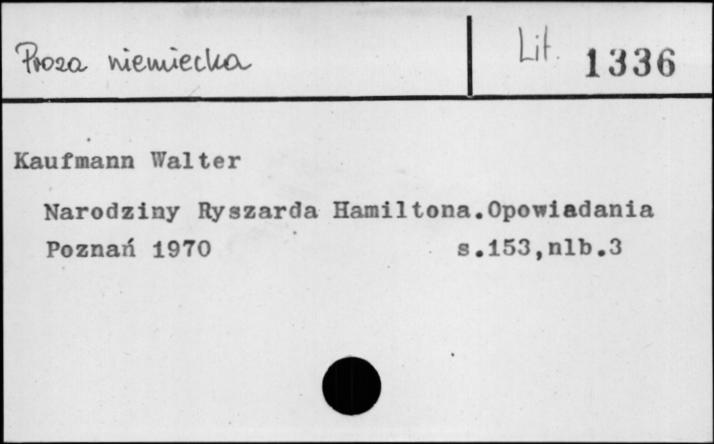 Proza niemiecka
Lit. 1336
Kaufmann Walter
Narodziny Ryszarda Hamiltona.Opowiadania
Poznań 1970 s.153,nlb.3